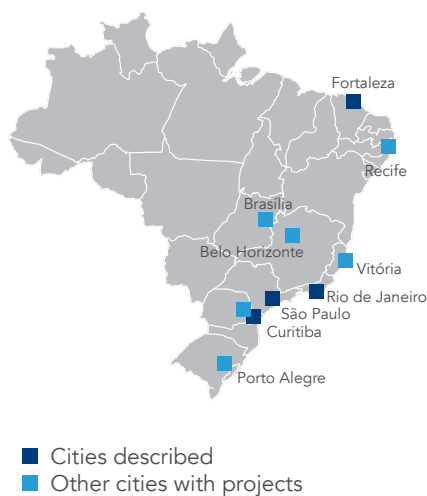 Fortaleza
Recife
Brasília
Belo Horizonte
Vitória
Rio de Janeiro
São Paulo
Curitiba
Porto Alegre
Cities described
Other cities with projects